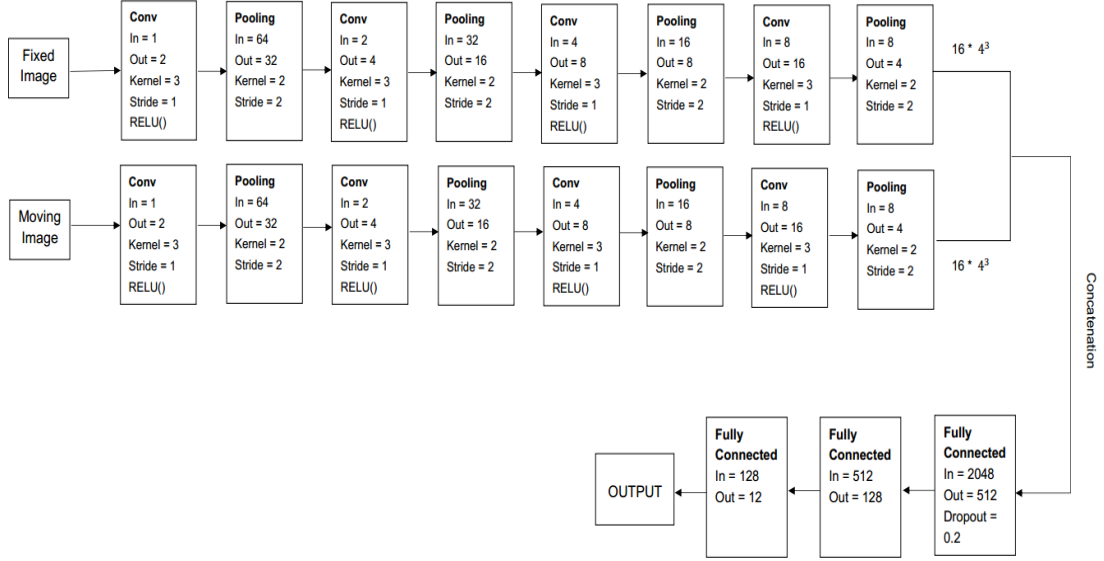 Fixed
Image
Conv
In = 1
Out = 2
Kernel = 3
Stride = 1
RELU()
Pooling
In = 64
Out = 32
Kernel = 2
Stride = 2
Conv
In = 2
Out = 4
Kernel = 3
Stride = 1
RELU()
Pooling
In = 32
Out = 16
Kernel = 2
Stride = 2
Conv
In = 4
Out = 8
Kernel = 3
Stride = 1
RELU()
Pooling
In = 16
Out = 8
Kernel = 2
Stride = 2
Conv
In = 8
Out = 16
Kernel = 3
Stride = 1
RELU()
Pooling
In = 8
Out = 4
Kernel = 2
Stride = 2
16 * 4³
Moving
Image
Conv
In = 1
Out = 2
Kernel = 3
Stride = 1
RELU()
Pooling
In = 64
Out = 32
Kernel = 2
Stride = 2
Conv
In = 2
Out = 4
Kernel = 3
Stride = 1
RELU()
Pooling
In = 32
Out = 16
Kernel = 2
Stride = 2
Conv
In = 4
Out = 8
Kernel = 3
Stride = 1
RELU()
Pooling
In = 16
Out = 8
Kernel = 2
Stride = 2
Conv
In = 8
Out = 16
Kernel = 3
Stride = 1
RELU()
Pooling
In = 8
Out = 4
Kernel = 2
Stride = 2
16 * 4³
Concatenation
Fully
Connected
In = 2048
Out = 512
Dropout =
0.2
Fully
Connected
In = 512
Out = 128
Fully
Connected
In = 128
Out = 12
OUTPUT